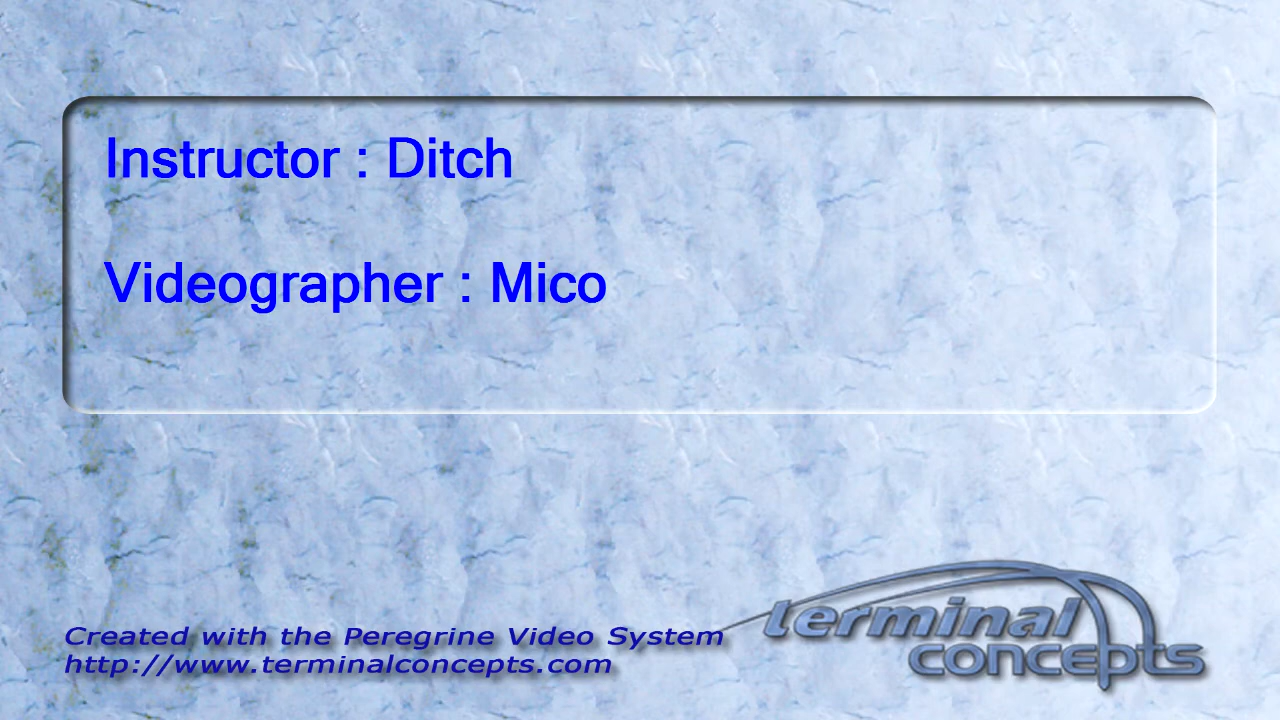 Instructor : Ditch
Videographer : Mico
Created with the Peregrine Video System
http://www.terminalconcepts.com
terminal
concepts